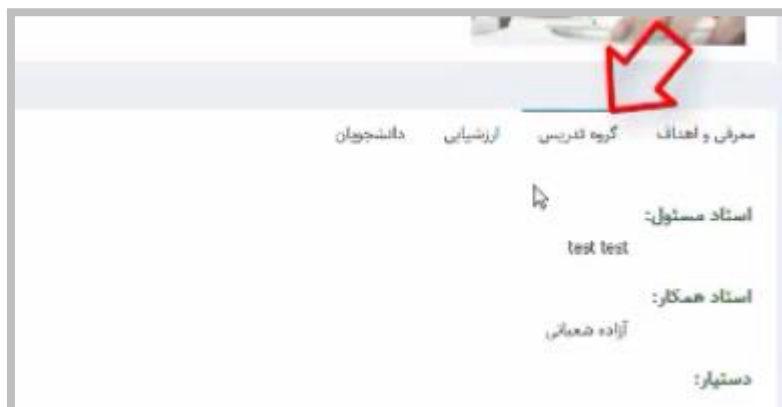 معرفی و اهداف گروه تدریس ارزشیابی دانشجویان
استاد مسئول:
test test
استاد همکار:
آزاده شعبانی
دستیار: